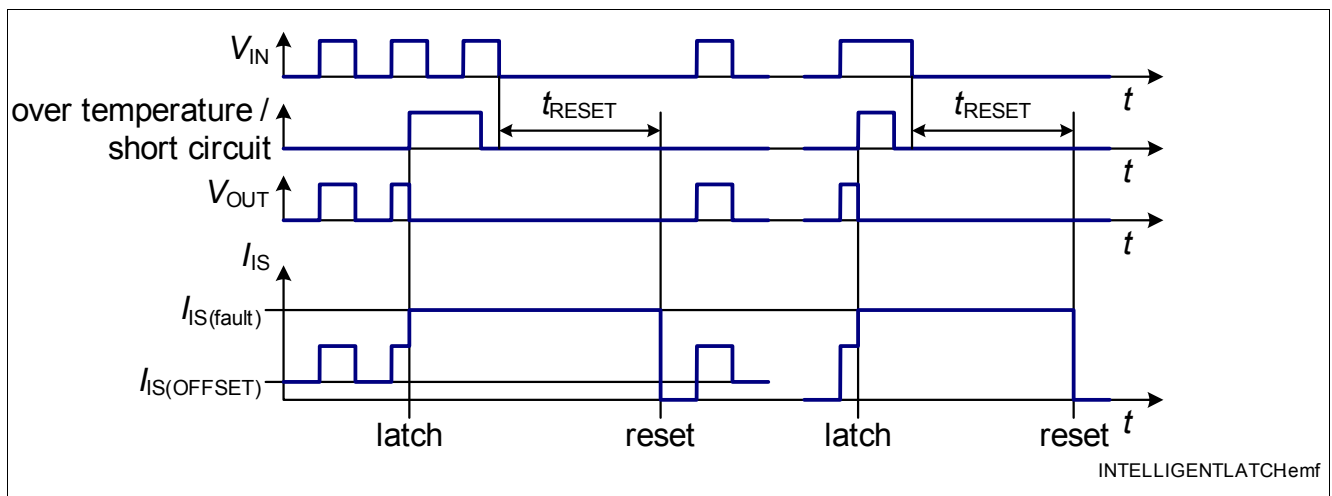 VIN
t
over temperature /
short circuit
tRESET
tRESET
t
VOUT
t
IIS
IIS(fault)
IIS(OFFSET)
latch
reset
latch
reset
t
INTELLIGENTLATCHemf